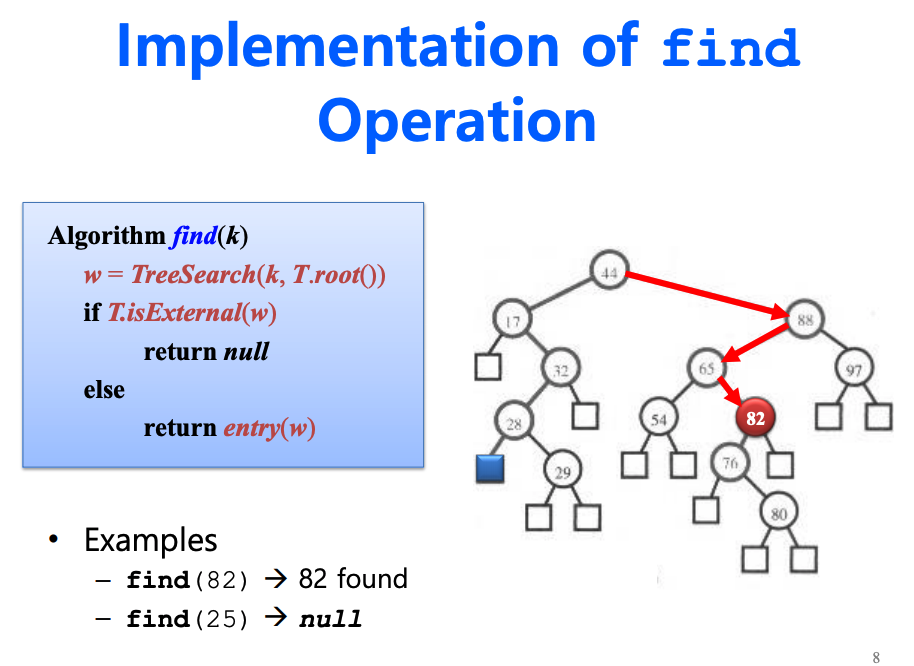 Implementation of find
Operation
Algorithm find(k)
w = TreeSearch(k, T.root())
if T.isExternal(w)
return null
else
return entry(w)
• Examples
– find(82) → 82 found
– find(25) → null
44
17
88
32
65
97
28
54
82
29
76
80
8